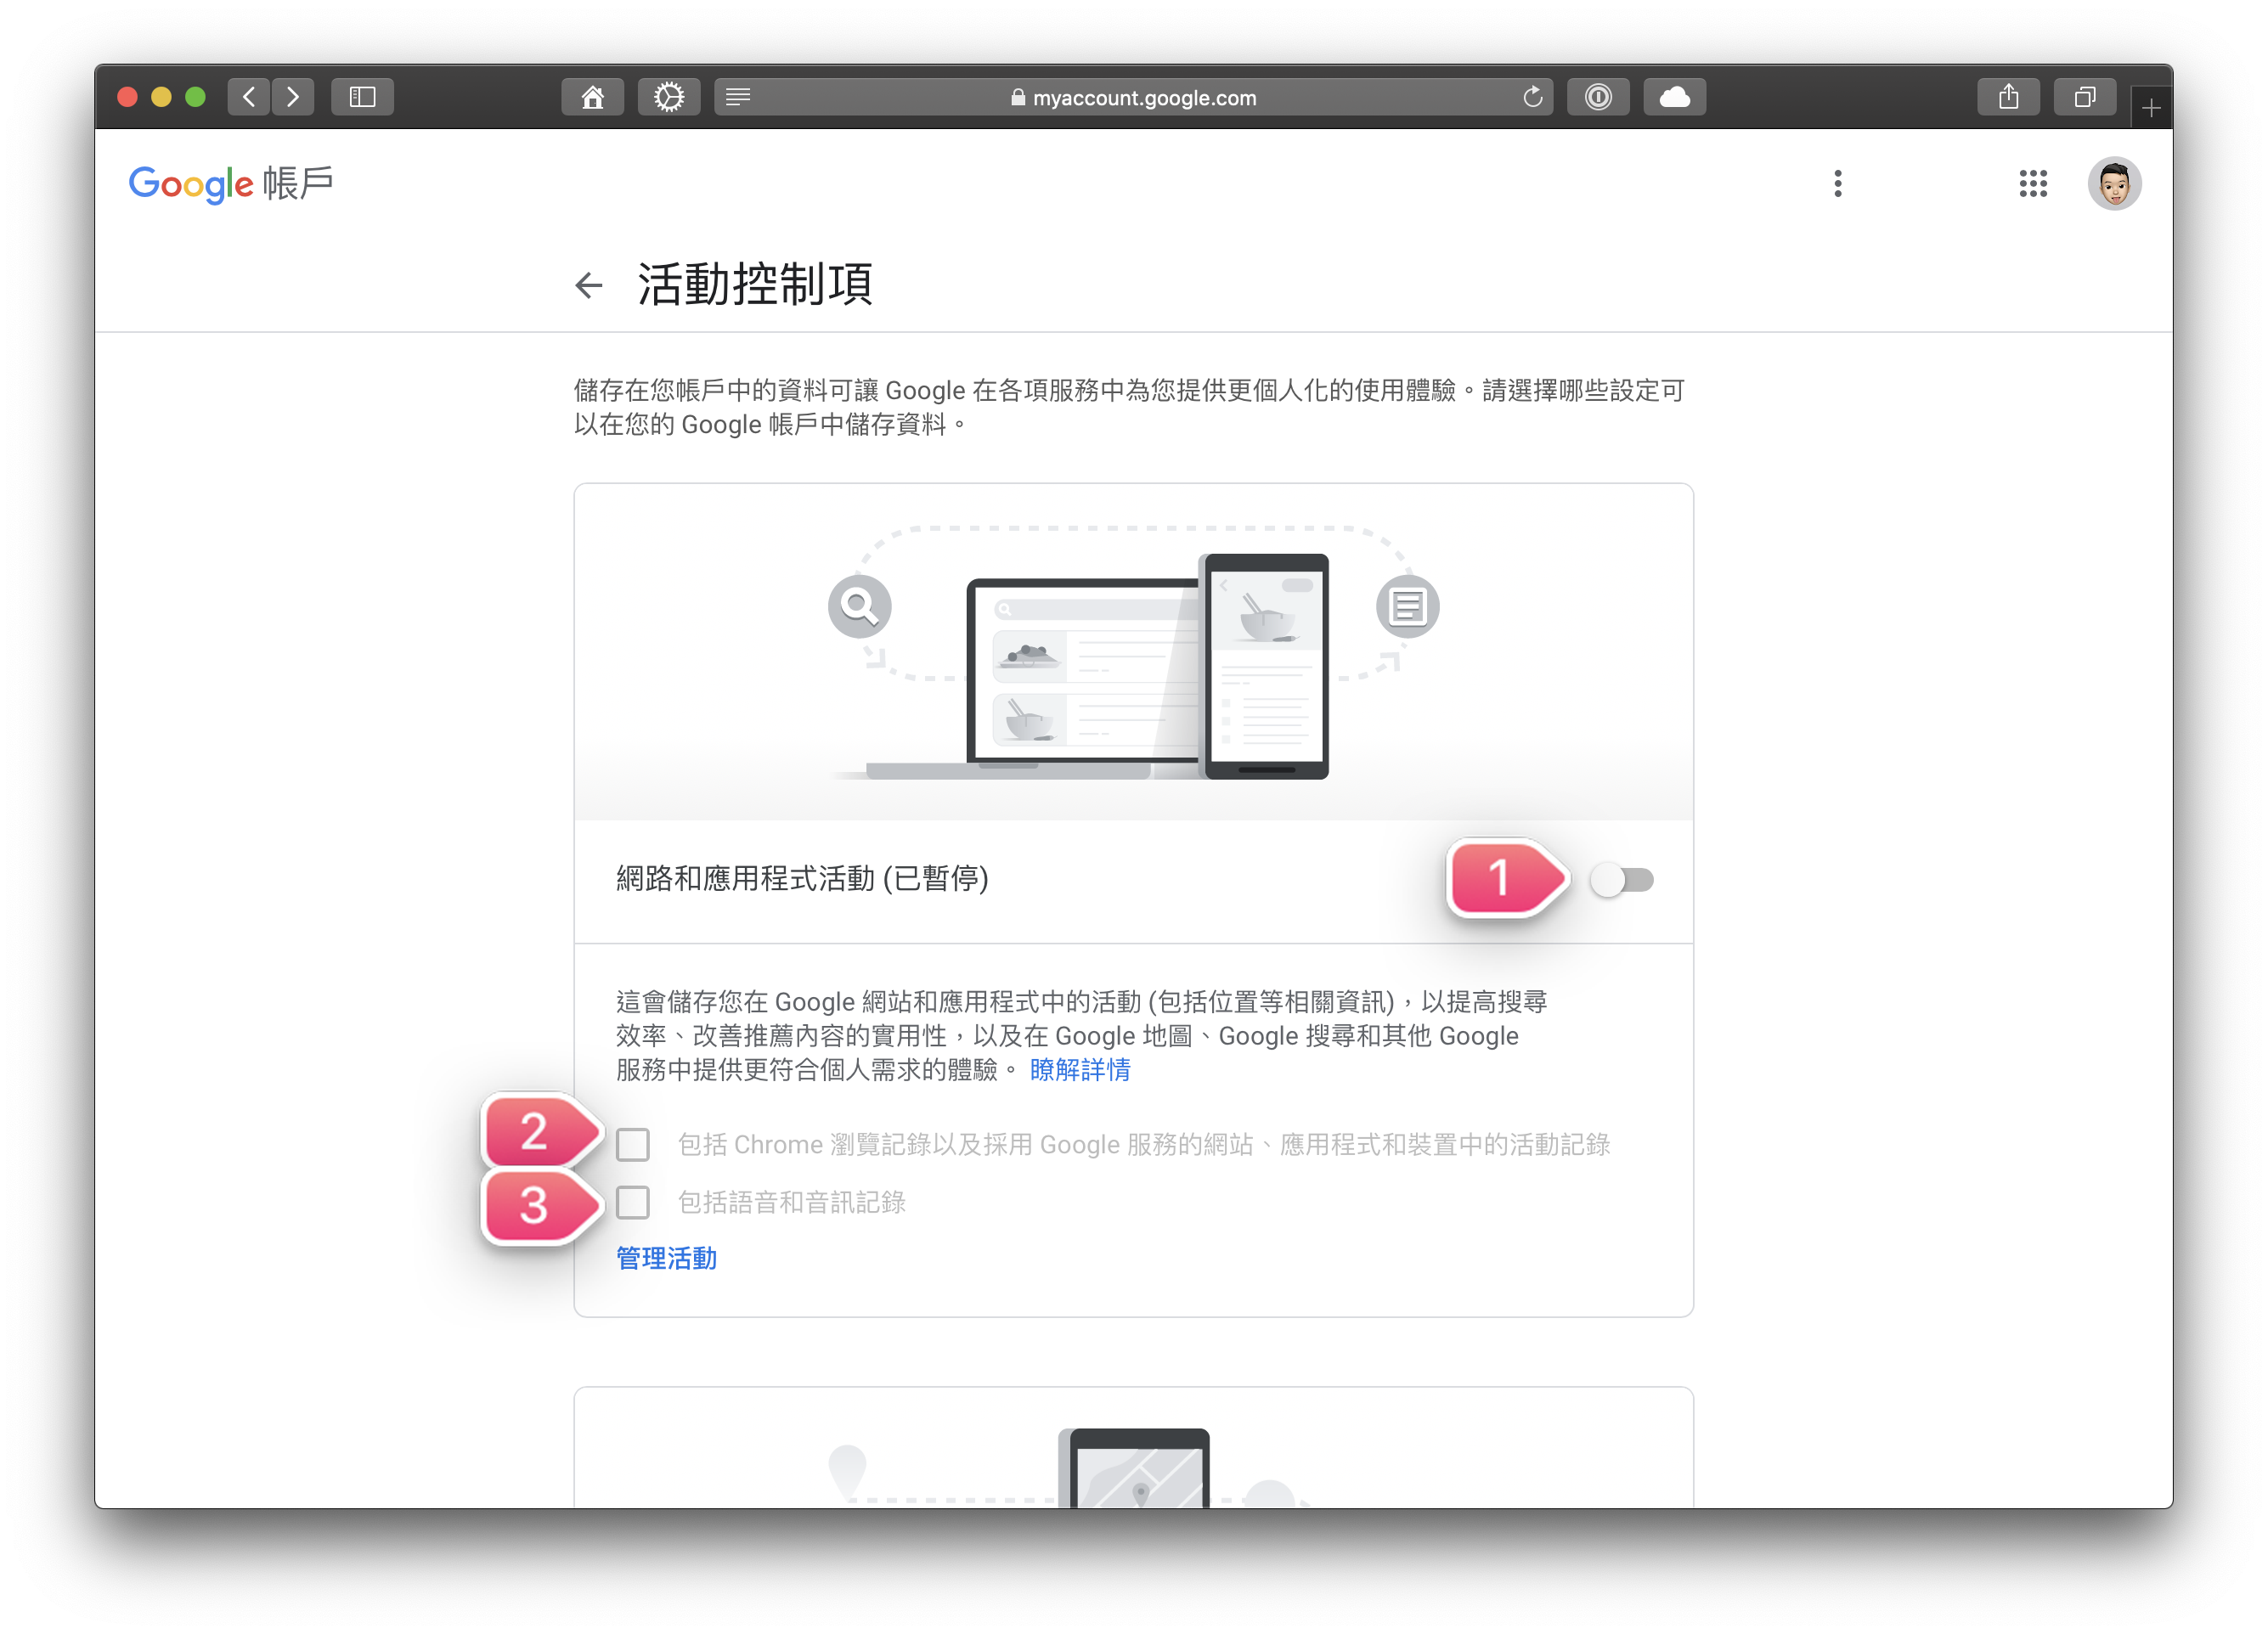 myaccount.google.com
Google 帳戶
活動控制項
儲存在您帳戶中的資料可讓 Google 在各項服務中為您提供更個人化的使用體驗。請選擇哪些設定可
以在您的 Google 帳戶中儲存資料。
網路和應用程式活動 (已暫停)
1
這會儲存您在 Google 網站和應用程式中的活動 (包括位置等相關資訊)，以提高搜尋
效率、改善推薦內容的實用性，以及在 Google 地圖、Google 搜尋和其他 Google
服務中提供更符合個人需求的體驗。 瞭解詳情
2
包括 Chrome 瀏覽記錄以及採用 Google 服務的網站、應用程式和裝置中的活動記錄
3
包括語音和音訊記錄
管理活動